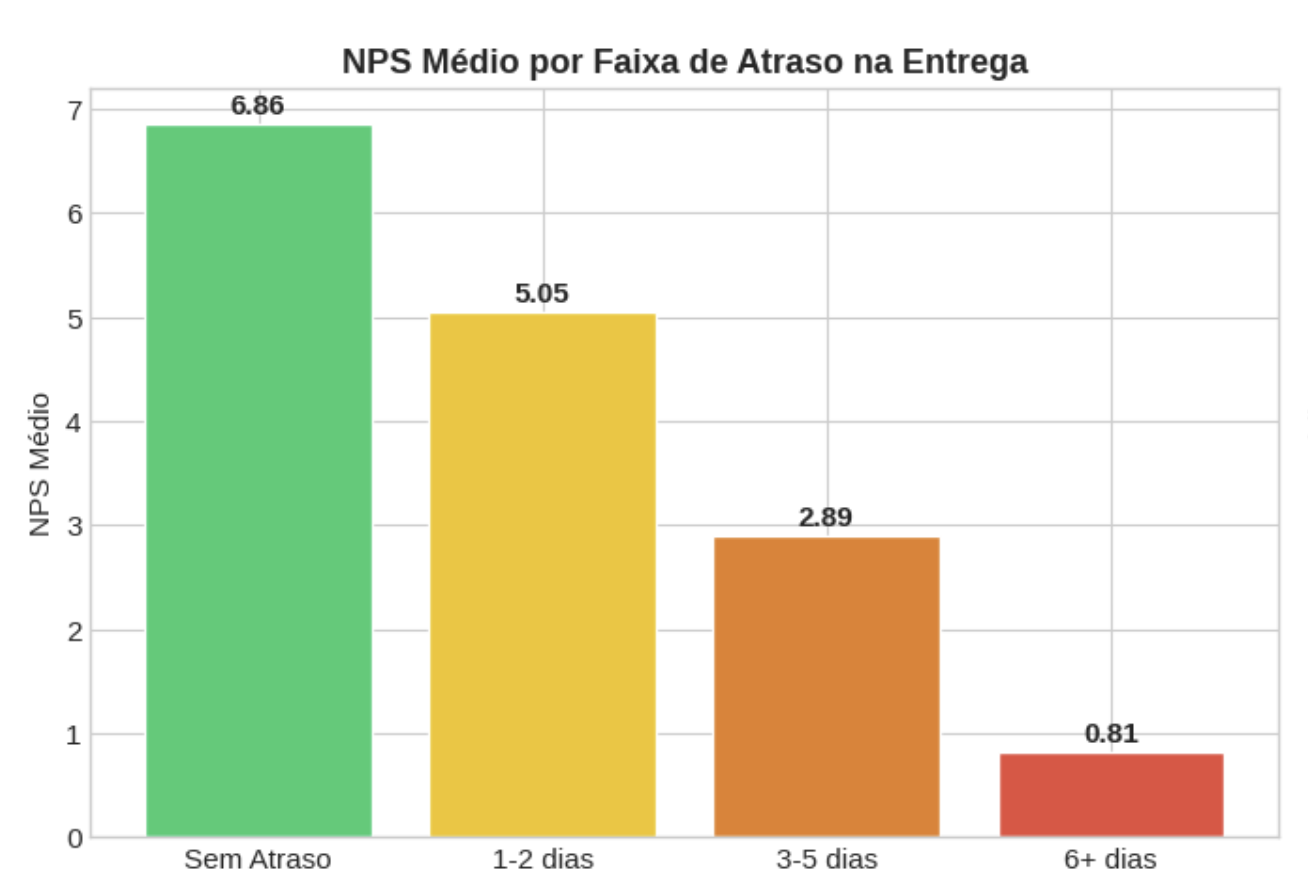 NPS Médio por Faixa de Atraso na Entrega
7
6
5
4
3
2
1
0
NPS Médio
6.86
5.05
2.89
0.81
Sem Atraso
1-2 dias
3-5 dias
6+ dias